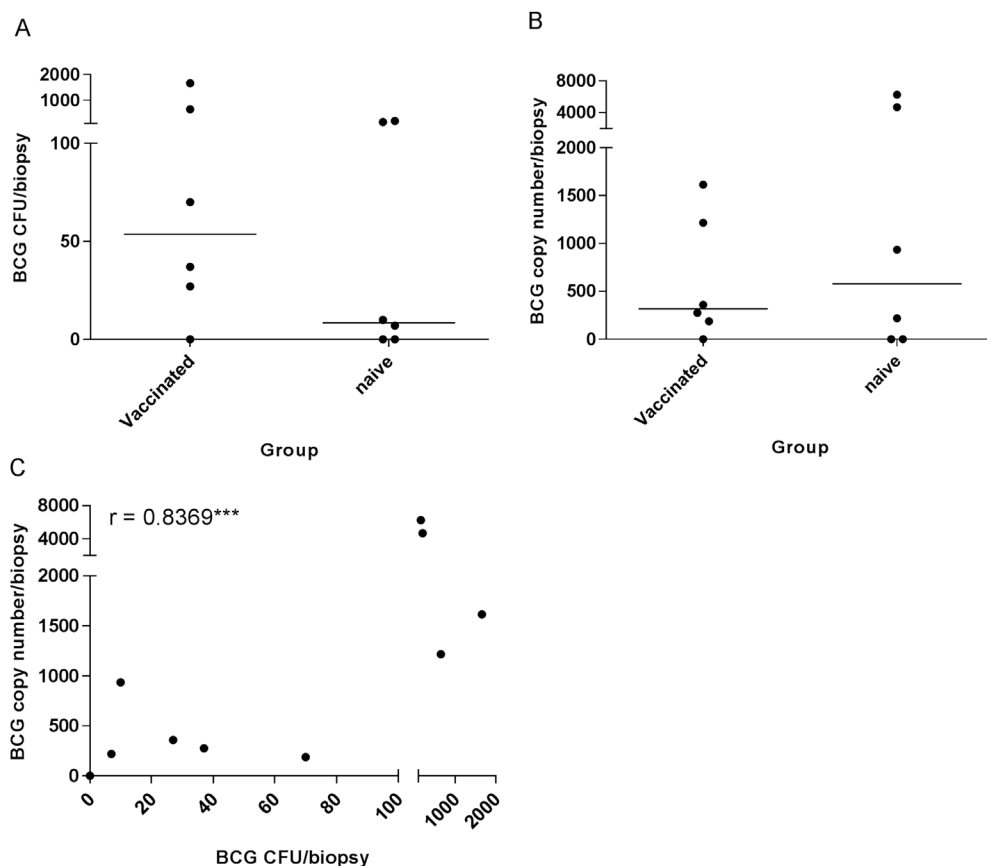 A
BCG CFU/biopsy
2000
1000
100
50
0
Vaccinated
naive
Group
B
BCG copy number/biopsy
8000
4000
2000
1500
1000
500
0
Vaccinated
naive
Group
C
r = 0.8369***
BCG copy number/biopsy
8000
4000
2000
1500
1000
500
0
0 20 40 60 80 100 1000 2000
BCG CFU/biopsy